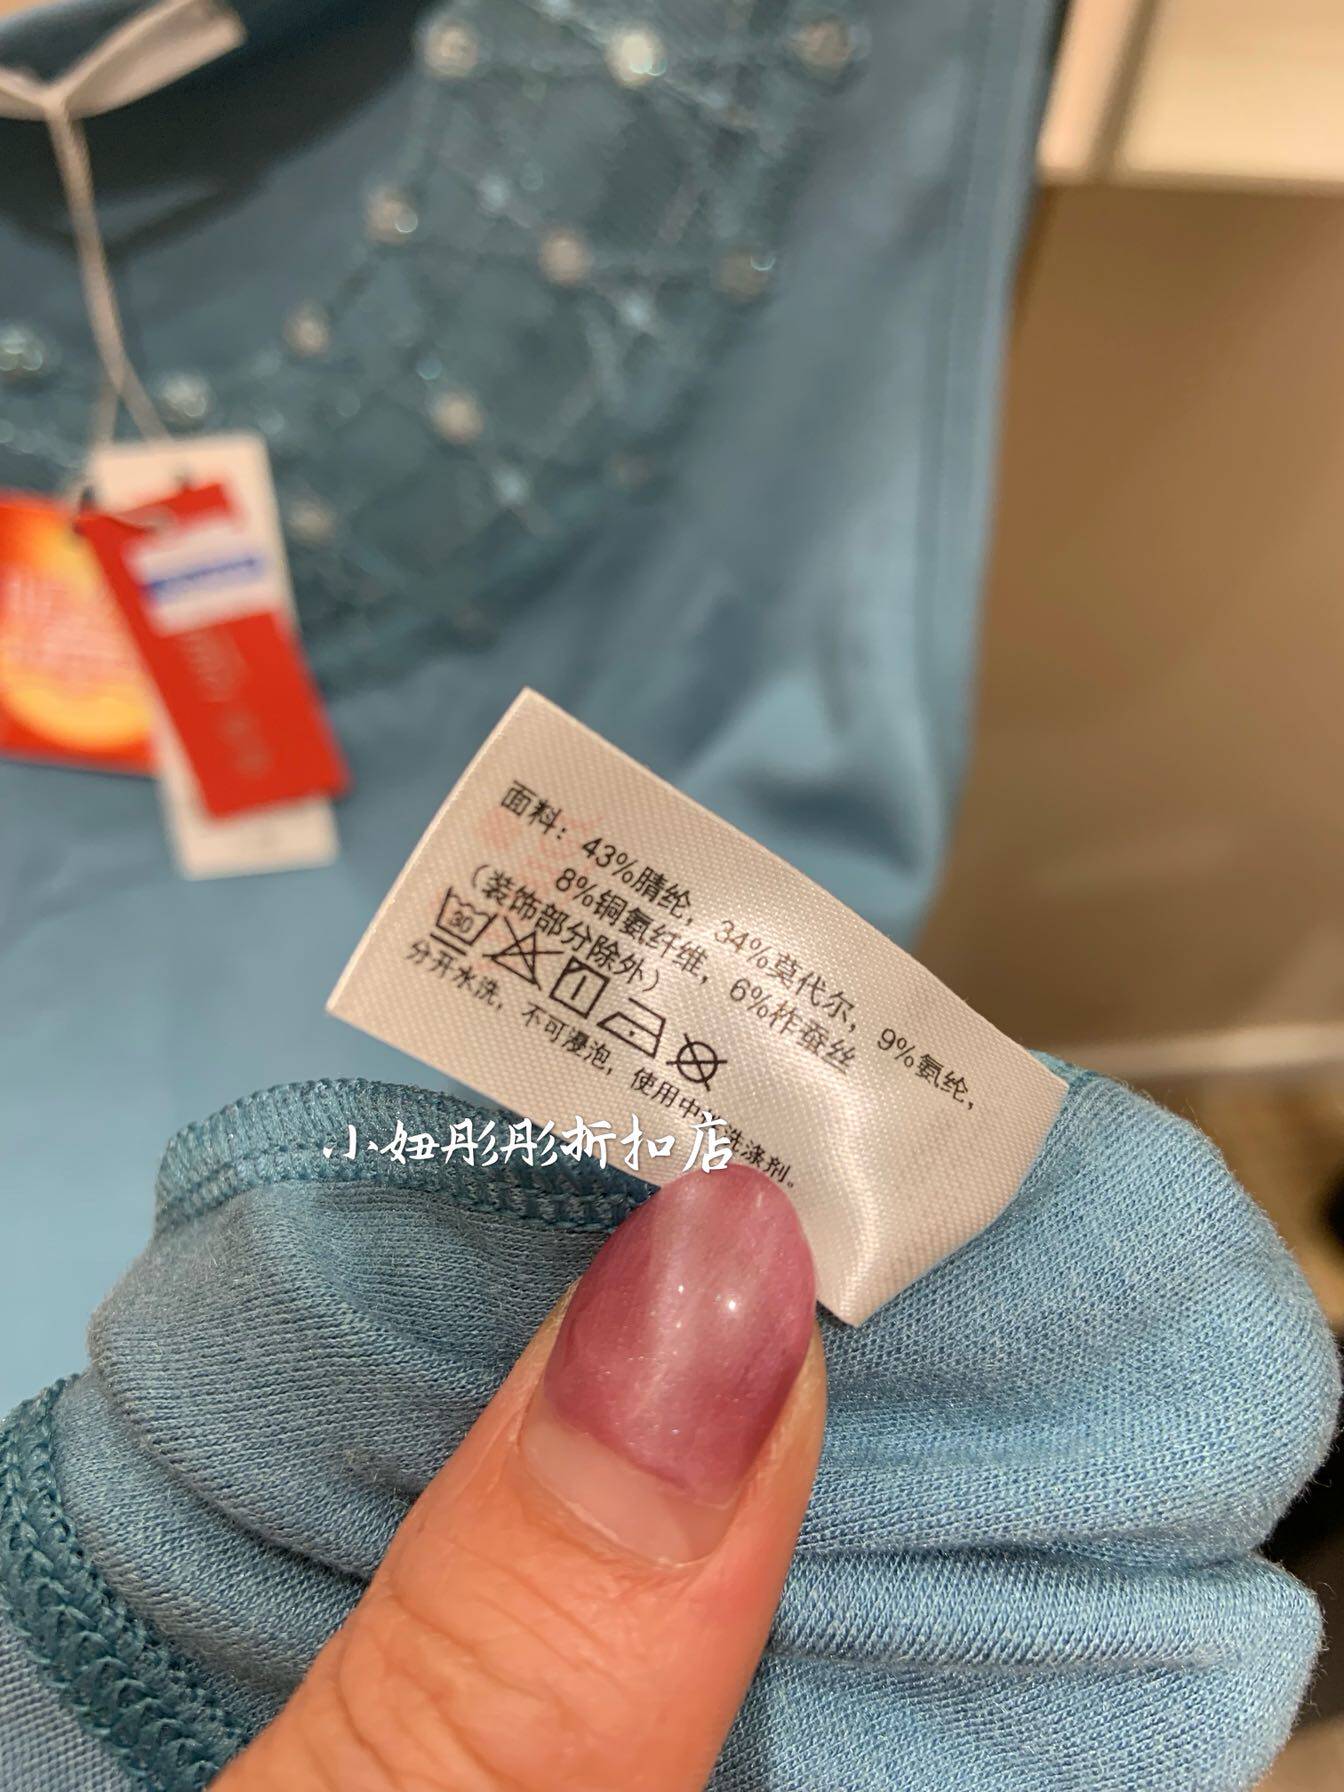 面料：43%腈纶，34%莫代尔，9%氨纶，
8%铜氨纤维，6%柞蚕丝
（装饰部分除外）
30
分开水洗，不可浸泡，使用中 洗涤剂。
小妞彤彤折扣店